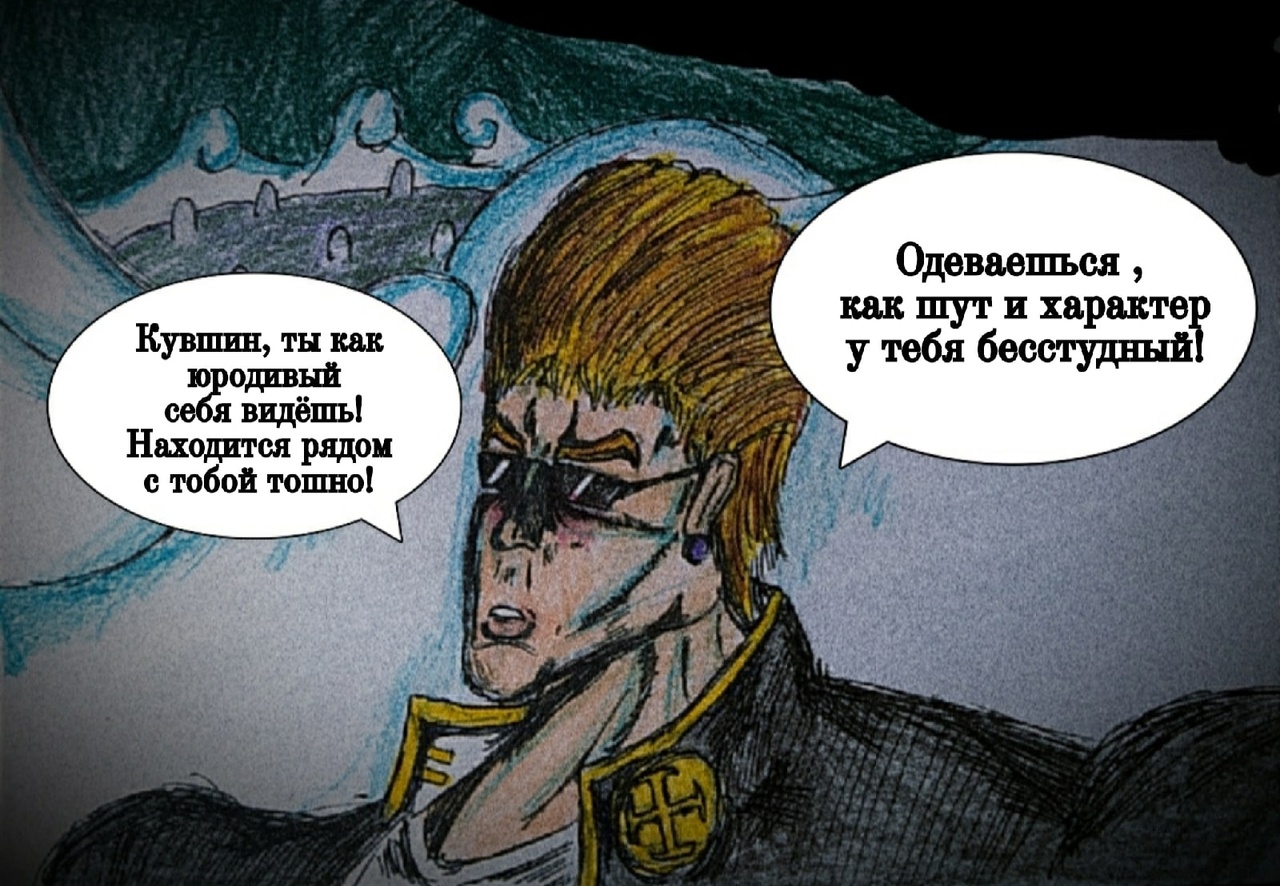 Кувшин, ты как
юродивый
себя видёшь!
Находится рядом
с тобой тошно!
Одеваешься ,
как шут и характер
у тебя бесстудный!